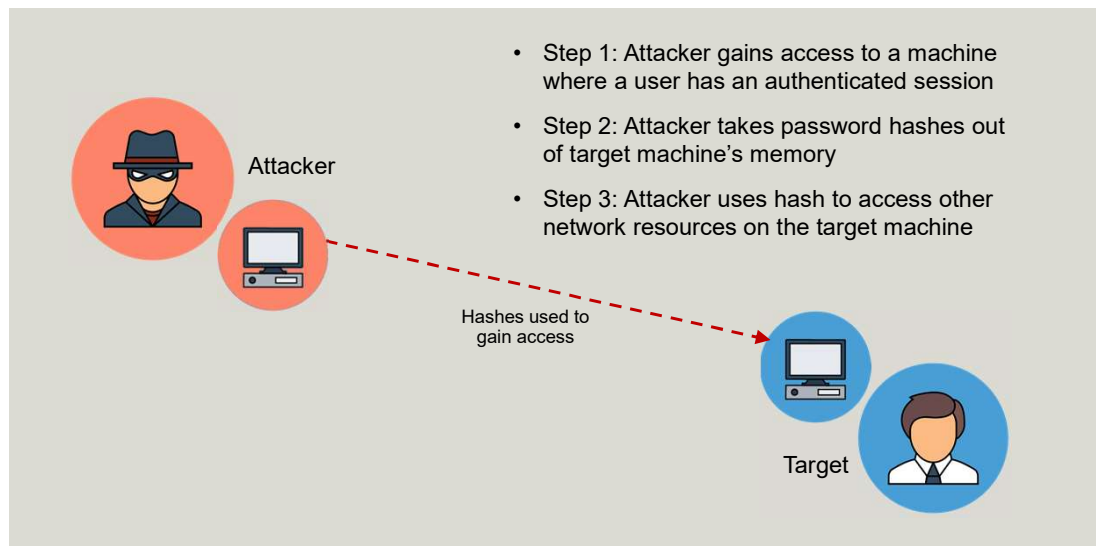 • Step 1: Attacker gains access to a machine
where a user has an authenticated session
• Step 2: Attacker takes password hashes out
of target machine’s memory
• Step 3: Attacker uses hash to access other
network resources on the target machine
Attacker
Hashes used to
gain access
Target